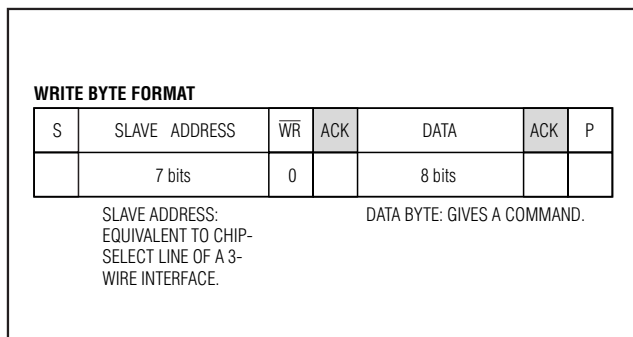 WRITE BYTE FORMAT
S SLAVE ADDRESS WR ACK DATA ACK P
7 bits 0 8 bits
SLAVE ADDRESS:
EQUIVALENT TO CHIP-
SELECT LINE OF A 3-
WIRE INTERFACE.
DATA BYTE: GIVES A COMMAND.